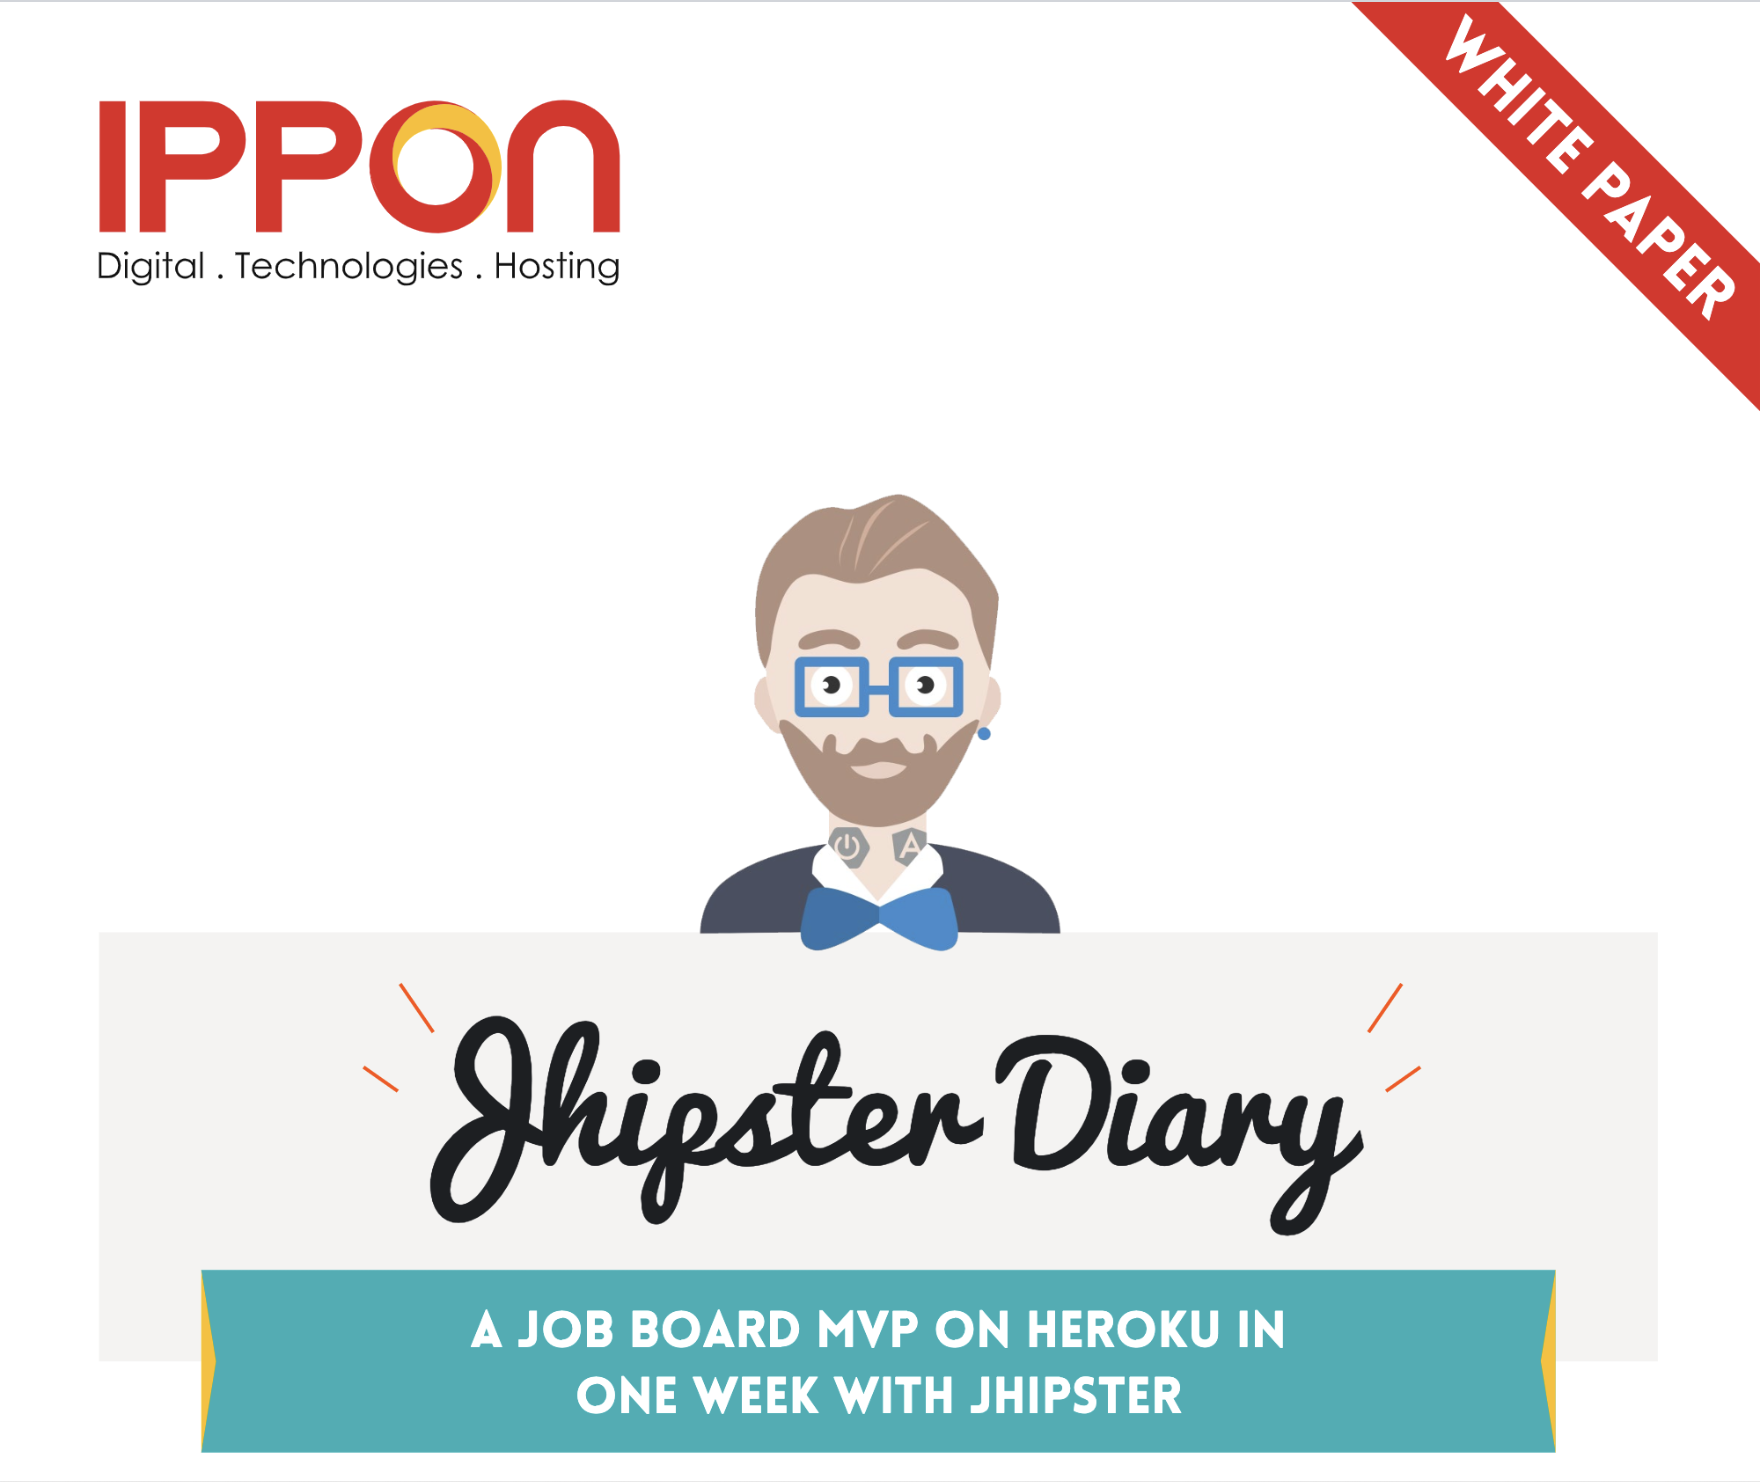 IPPON
Digital . Technologies . Hosting
WHITE PAPER
A
Jhipster Diary
A JOB BOARD MVP ON HEROKU IN
ONE WEEK WITH JHIPSTER